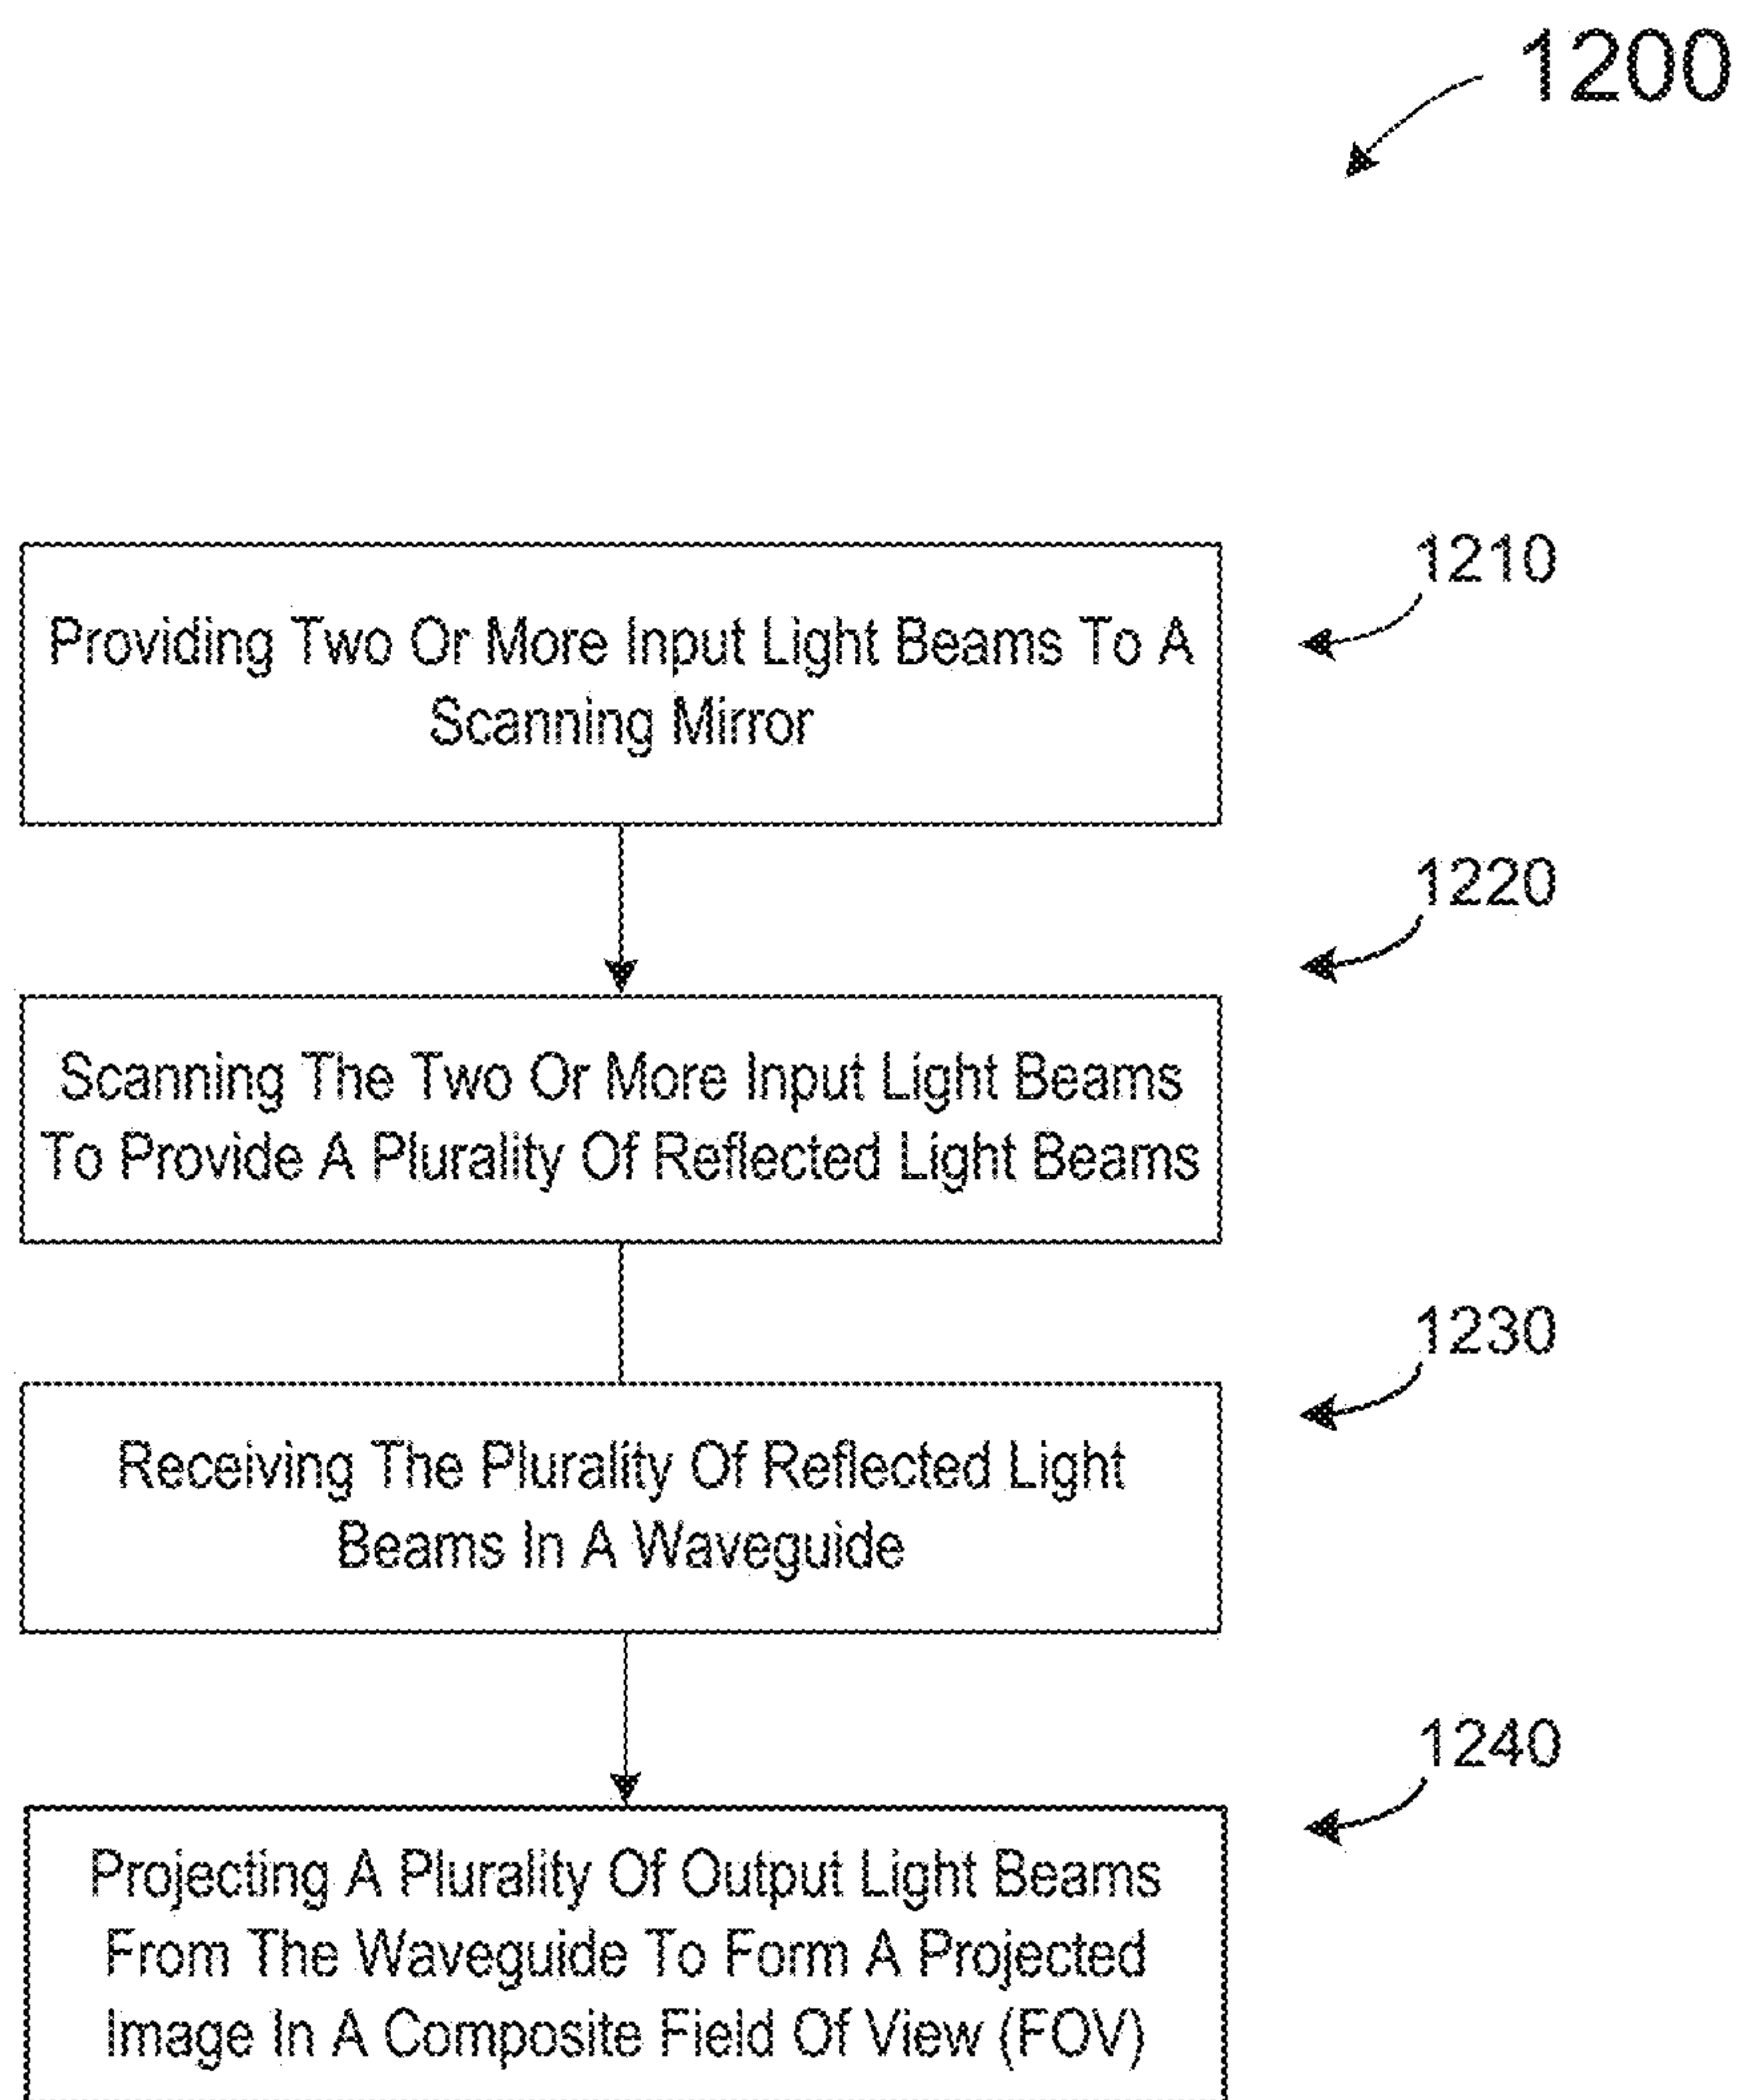 1200
1210
Providing Two Or More Input Light Beams To A
Scanning Mirror
1220
Scanning The Two Or More Input Light Beams
To Provide A Plurality Of Reflected Light Beams
1230
Receiving The Plurality Of Reflected Light
Beams In A Waveguide
1240
Projecting A Plurality Of Output Light Beams
From The Waveguide To Form A Projected
Image In A Composite Field Of View (FOV)